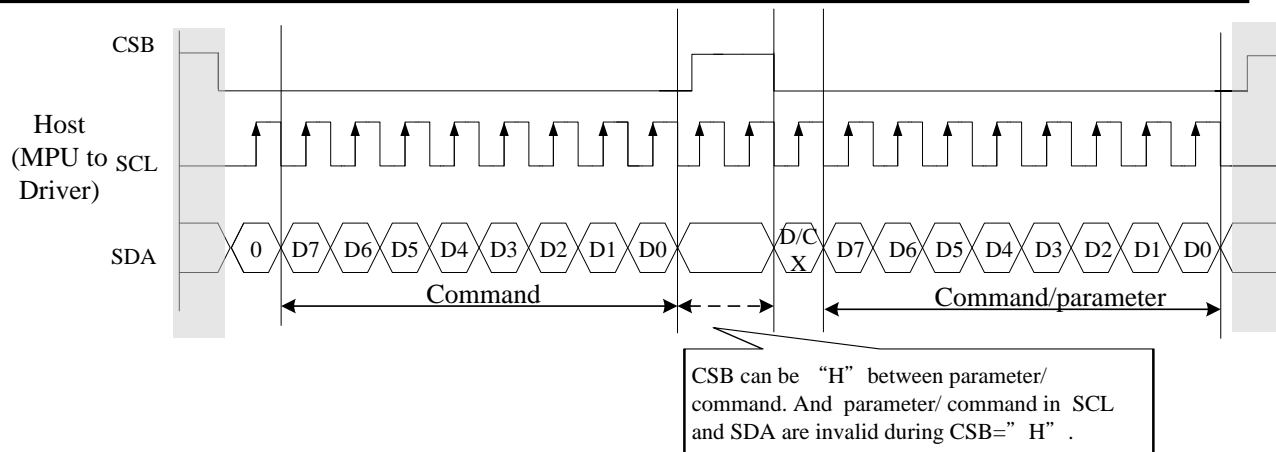 CSB
Host
(MPU to
Driver)
SCL
SDA
0 D7 D6 D5 D4 D3 D2 D1 D0 D/C
X D7 D6 D5 D4 D3 D2 D1 D0
Command
Command/parameter
CSB can be “H” between parameter/
command. And parameter/ command in SCL
and SDA are invalid during CSB=” H” .